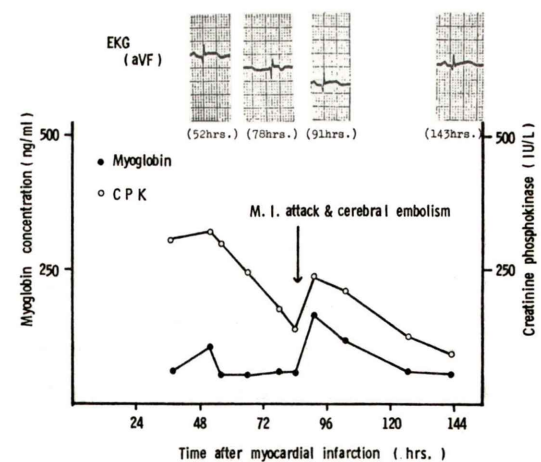 EKG
(aVF)
(52hrs.) (78hrs.) (91hrs.) (143hrs.)
Myoglobin concentration (ng/ml)
500
250
Myoglobin
CPK
M. I. attack & cerebral embolism
500
250
Creatinine phosphokinase (IU/L)
24 48 72 96 120 144
Time after myocardial infarction (.hrs. )